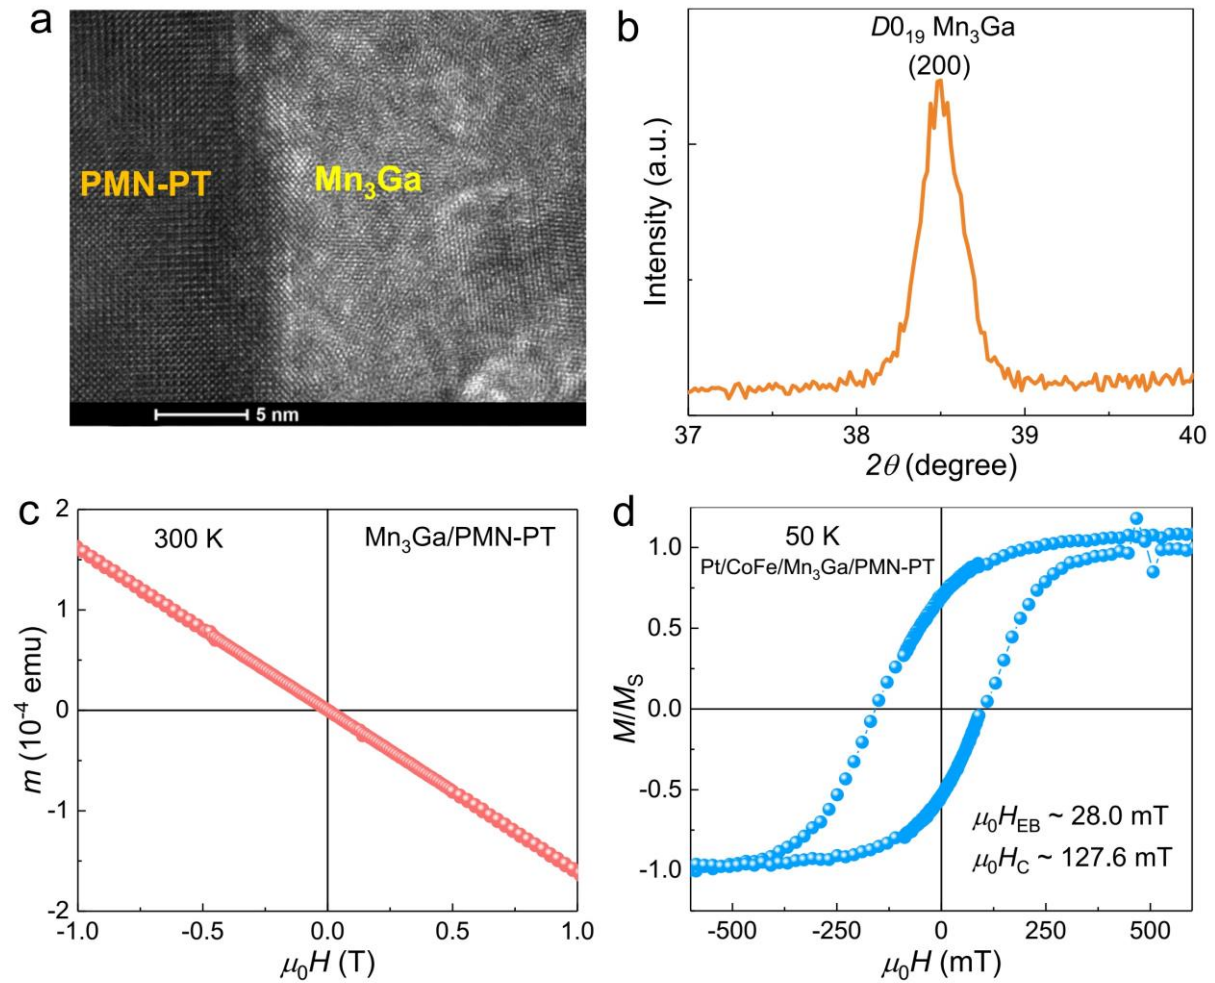 a
PMN-PT
Mn₃Ga
5 nm
b
D0₁₉ Mn₃Ga
(200)
Intensity (a.u.)
37 38 39 40
2θ (degree)
c
300 K
Mn₃Ga/PMN-PT
2
1
0
-1
-2
m (10⁻⁴ emu)
-1.0 -0.5 0.0 0.5 1.0
μ₀H (T)
d
50 K
Pt/CoFe/Mn₃Ga/PMN-PT
1.0
0.5
0.0
-0.5
-1.0
M/M_S
μ₀H_EB ~ 28.0 mT
μ₀H_C ~ 127.6 mT
-500 -250 0 250 500
μ₀H (mT)